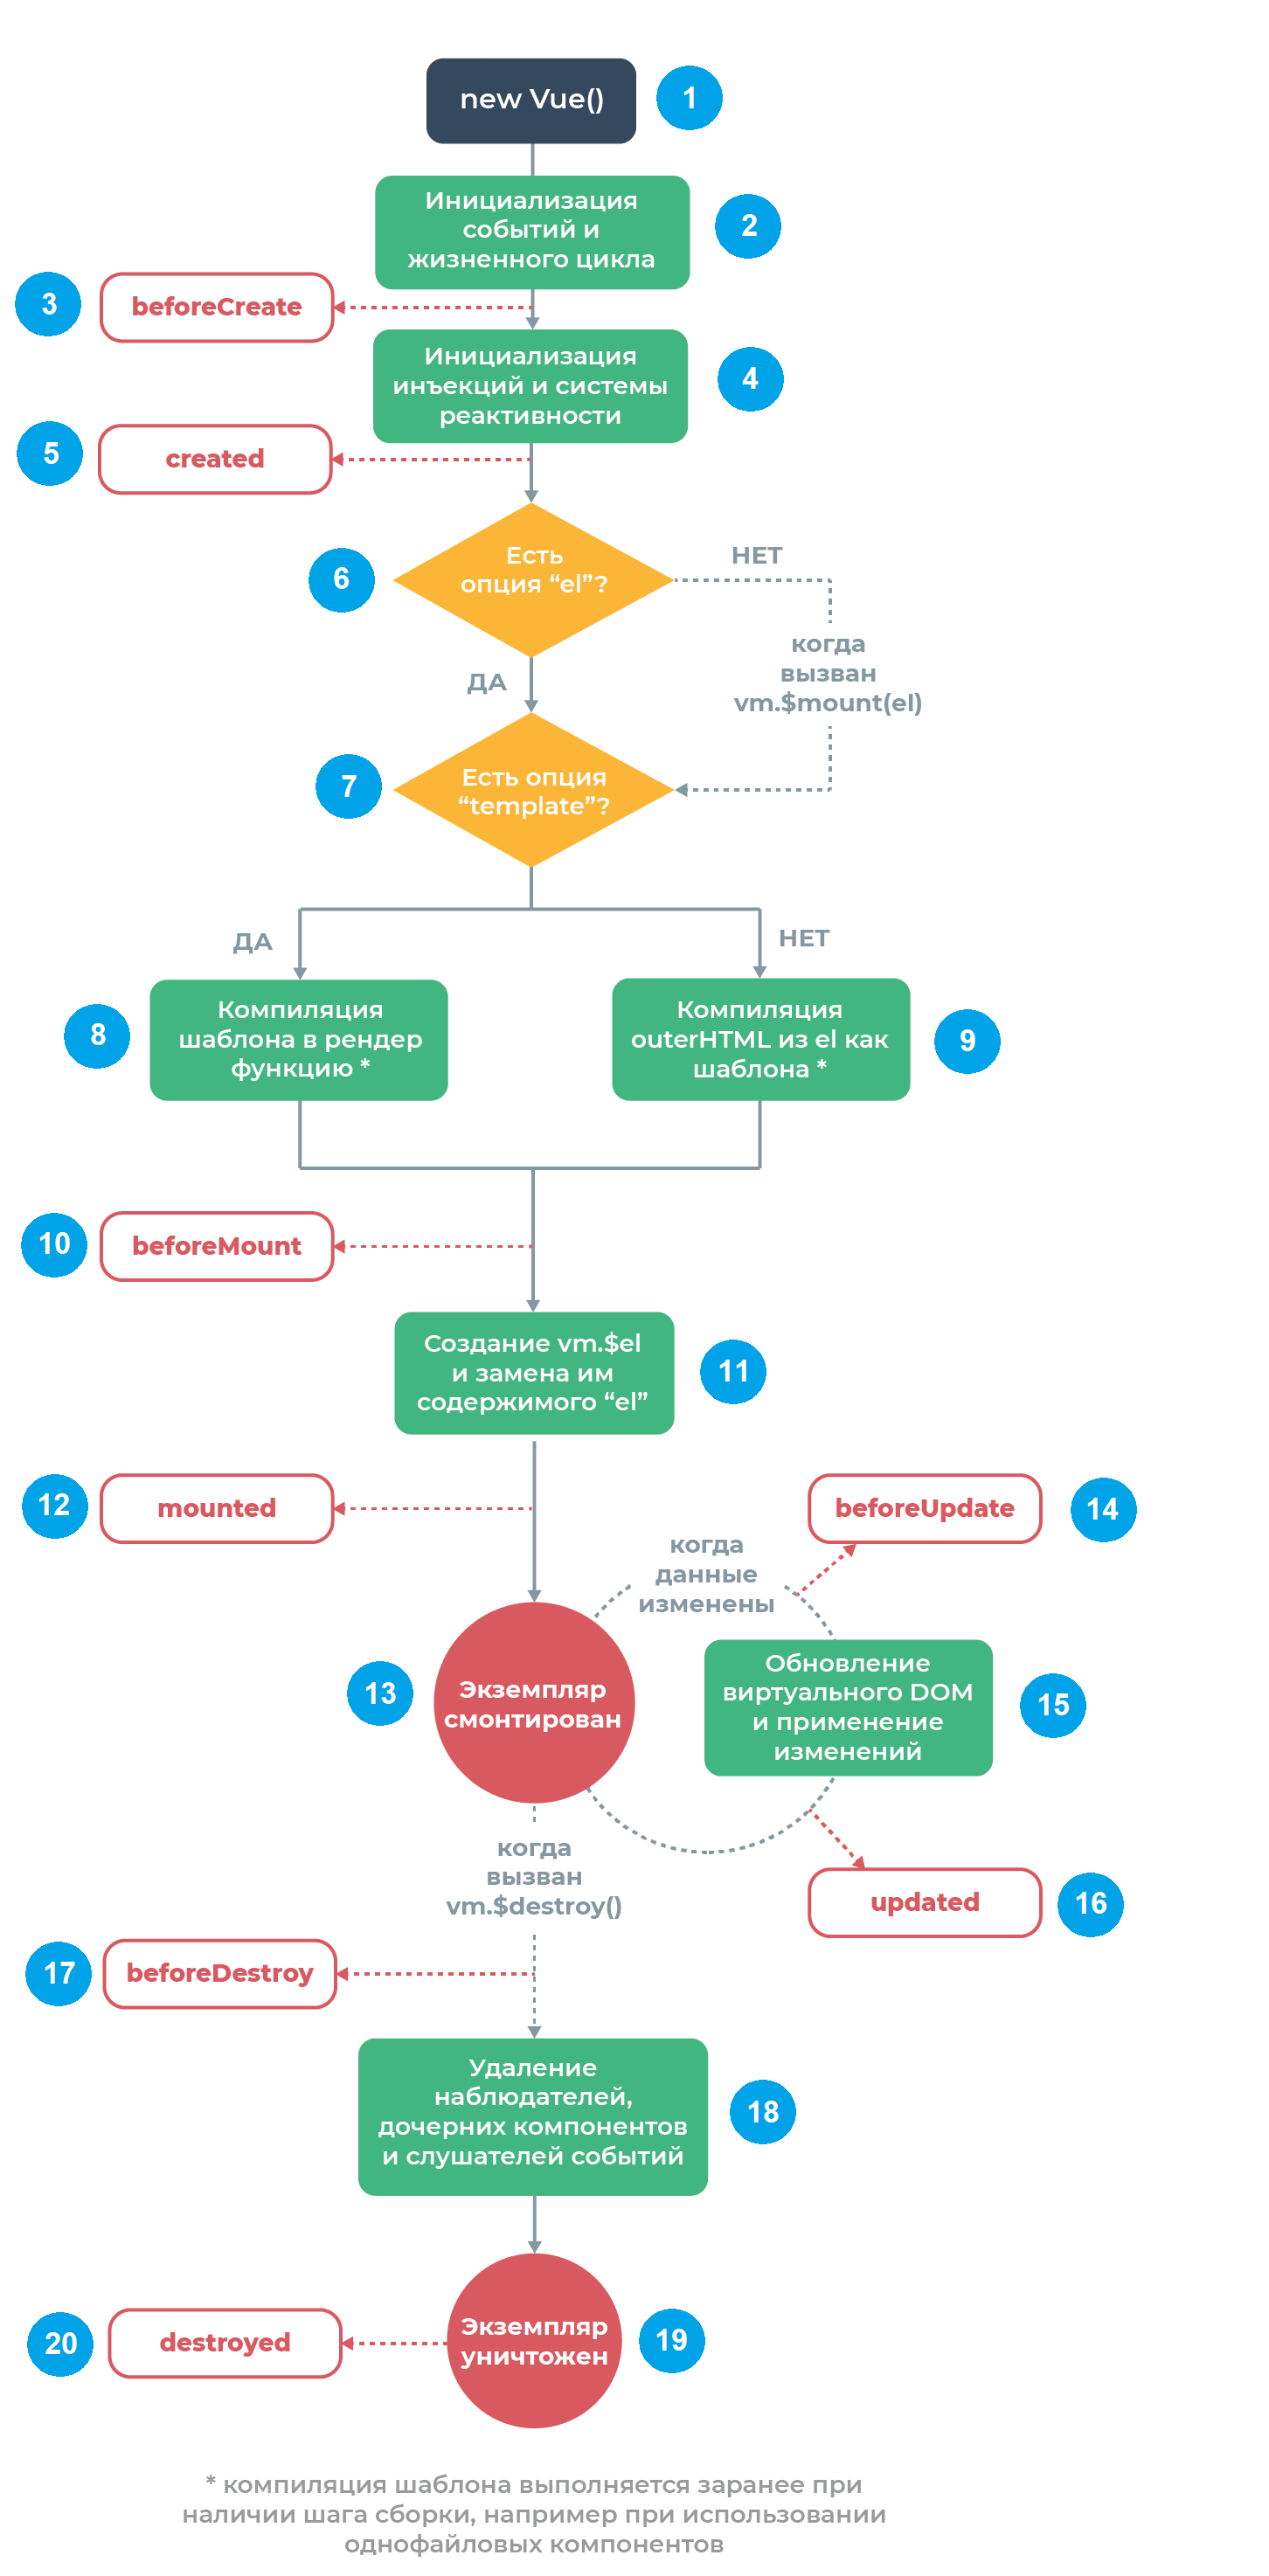 new Vue()
1
Инициализация
событий и
жизненного цикла
2
3
beforeCreate
Инициализация
инъекций и системы
реактивности
4
5
created
6
Есть
опция “el”?
НЕТ
когда
вызван
vm.$mount(el)
ДА
7
Есть опция
“template”?
ДА
НЕТ
8
Компиляция
шаблона в рендер
функцию *
Компиляция
outerHTML из el как
шаблона *
9
10
beforeMount
Создание vm.$el
и замена им
содержимого “el”
11
12
mounted
beforeUpdate
14
когда
данные
изменены
13
Экземпляр
смонтирован
Обновление
виртуального DOM
и применение
изменений
15
когда
вызван
vm.$destroy()
updated
16
17
beforeDestroy
Удаление
наблюдателей,
дочерних компонентов
и слушателей событий
18
20
destroyed
Экземпляр
уничтожен
19
* компиляция шаблона выполняется заранее при
наличии шага сборки, например при использовании
однофайловых компонентов